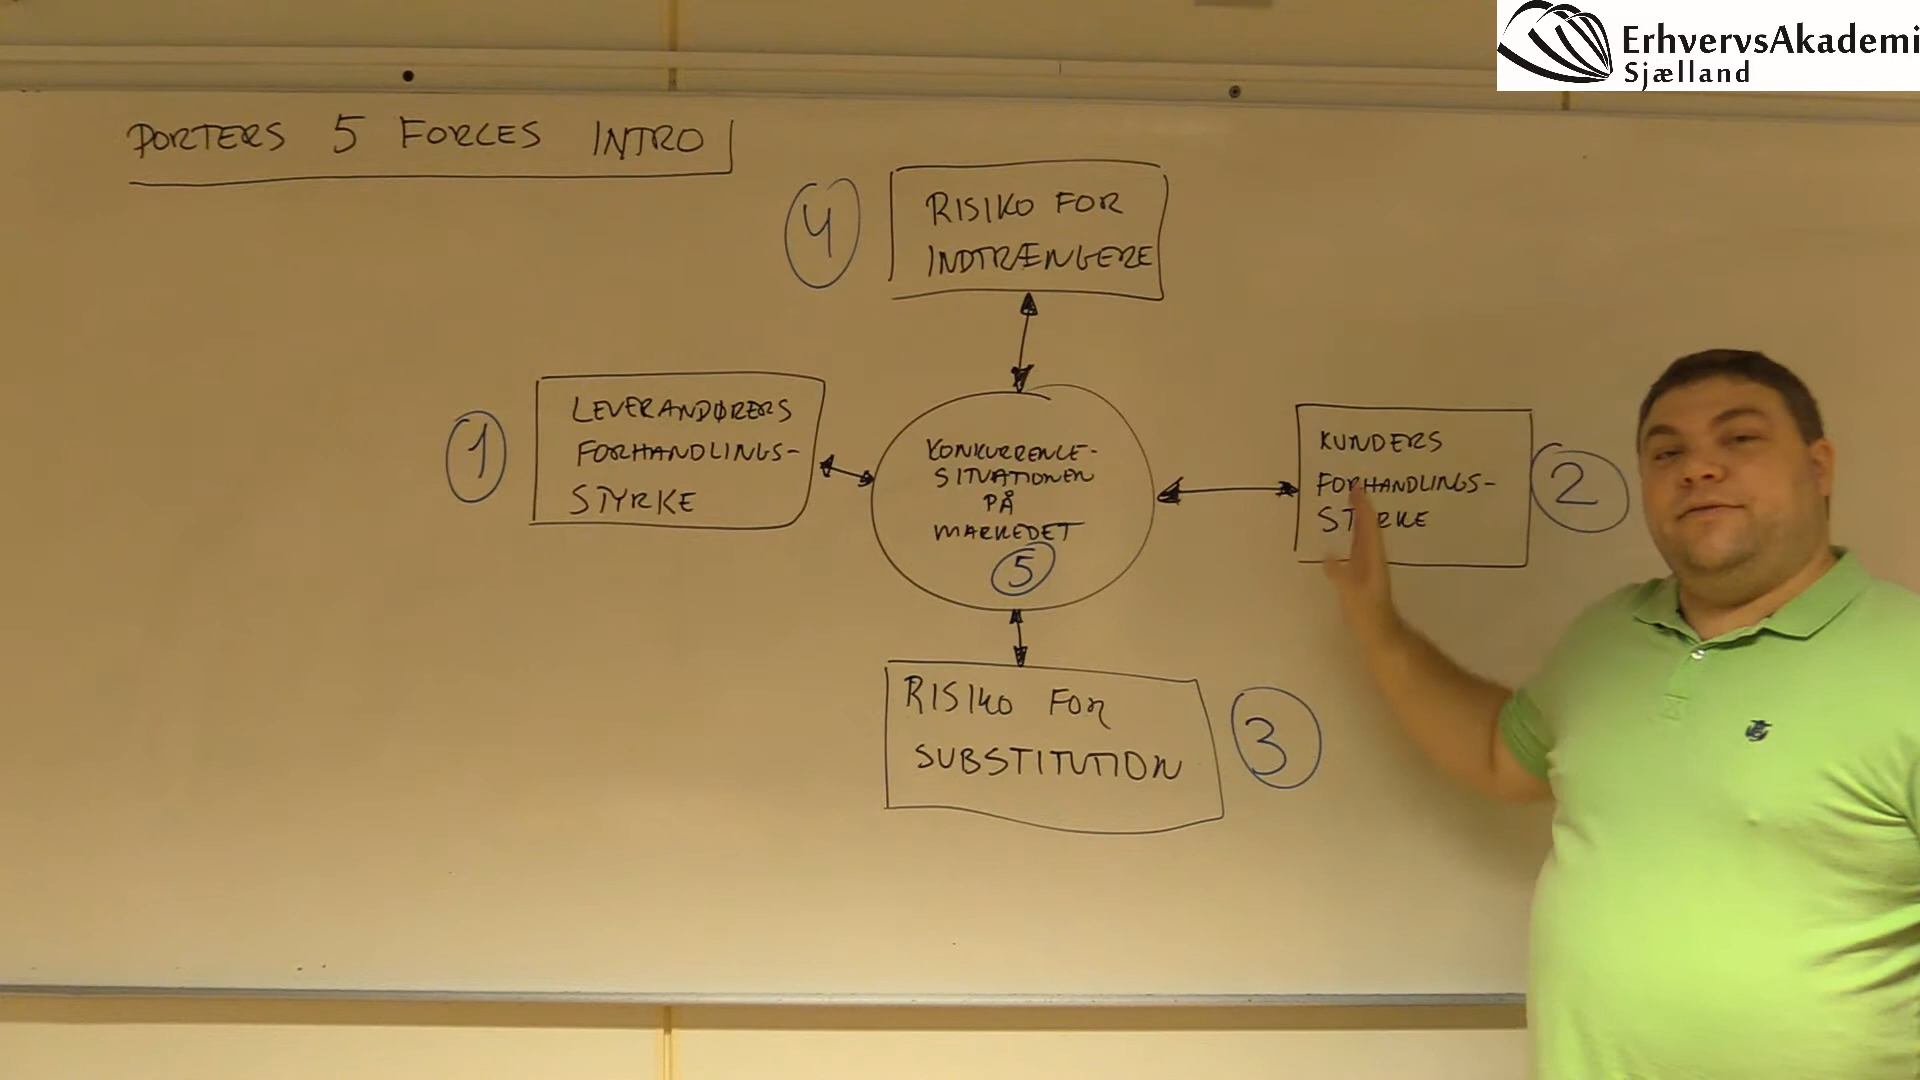 ErhvervsAkademi
Sjælland
PORTERS 5 FORCES INTRO
4
RISIKO FOR
INDTRÆNGERE
1
LEVERANDØRERS
FORHANDLINGS-
STYRKE
KONKURRENCE-
SITUATIONEN
PÅ
MARKEDET
5
KUNDERS
FORHANDLINGS-
STYRKE
2
RISIKO FOR
SUBSTITUTION
3